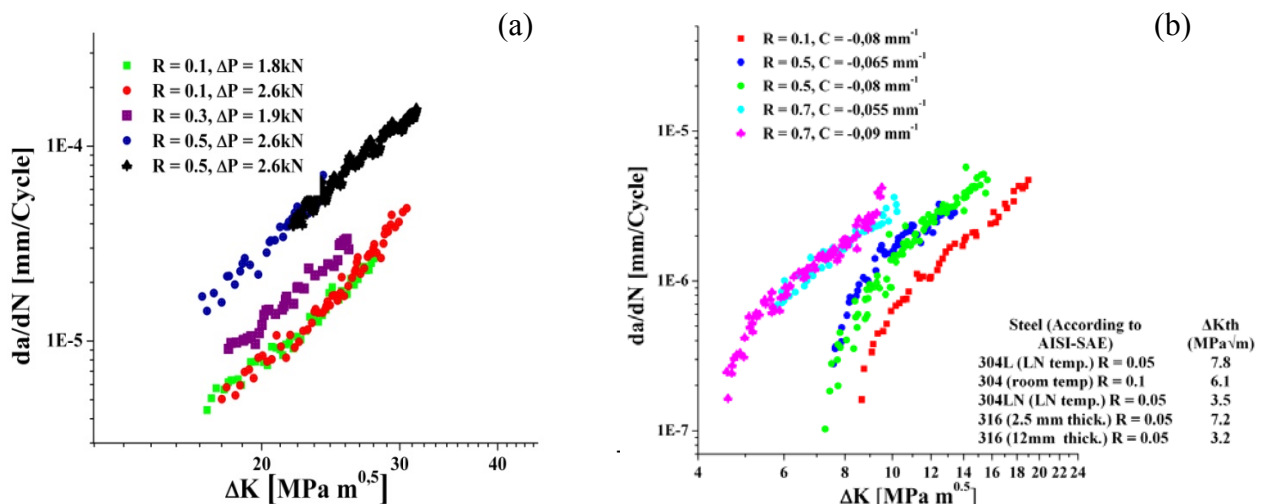 (a)
R = 0.1, ΔP = 1.8kN
R = 0.1, ΔP = 2.6kN
R = 0.3, ΔP = 1.9kN
R = 0.5, ΔP = 2.6kN
R = 0.5, ΔP = 2.6kN
da/dN [mm/Cycle]
1E-4
1E-5
20 30 40
ΔK [MPa m^0,5]
(b)
R = 0.1, C = -0,08 mm^-1
R = 0.5, C = -0,065 mm^-1
R = 0.5, C = -0,08 mm^-1
R = 0.7, C = -0,055 mm^-1
R = 0.7, C = -0,09 mm^-1
da/dN [mm/Cycle]
1E-5
1E-6
1E-7
Steel (According to AISI-SAE) ΔKth (MPa√m)
304L (LN temp.) R = 0.05 7.8
304 (room temp) R = 0.1 6.1
304LN (LN temp.) R = 0.05 3.5
316 (2.5 mm thick.) R = 0.05 7.2
316 (12mm thick.) R = 0.05 3.2
4 6 8 10 12 14 16 18 20 22 24
ΔK [MPa m^0.5]